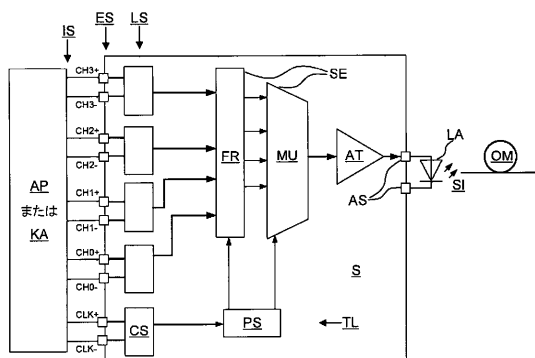 IS
ES
LS
CH3+
CH3-
CH2+
CH2-
CH1+
CH1-
CH0+
CH0-
CLK+
CLK-
AP
または
KA
CS
FR
SE
MU
PS
AT
AS
LA
SI
OM
S
TL